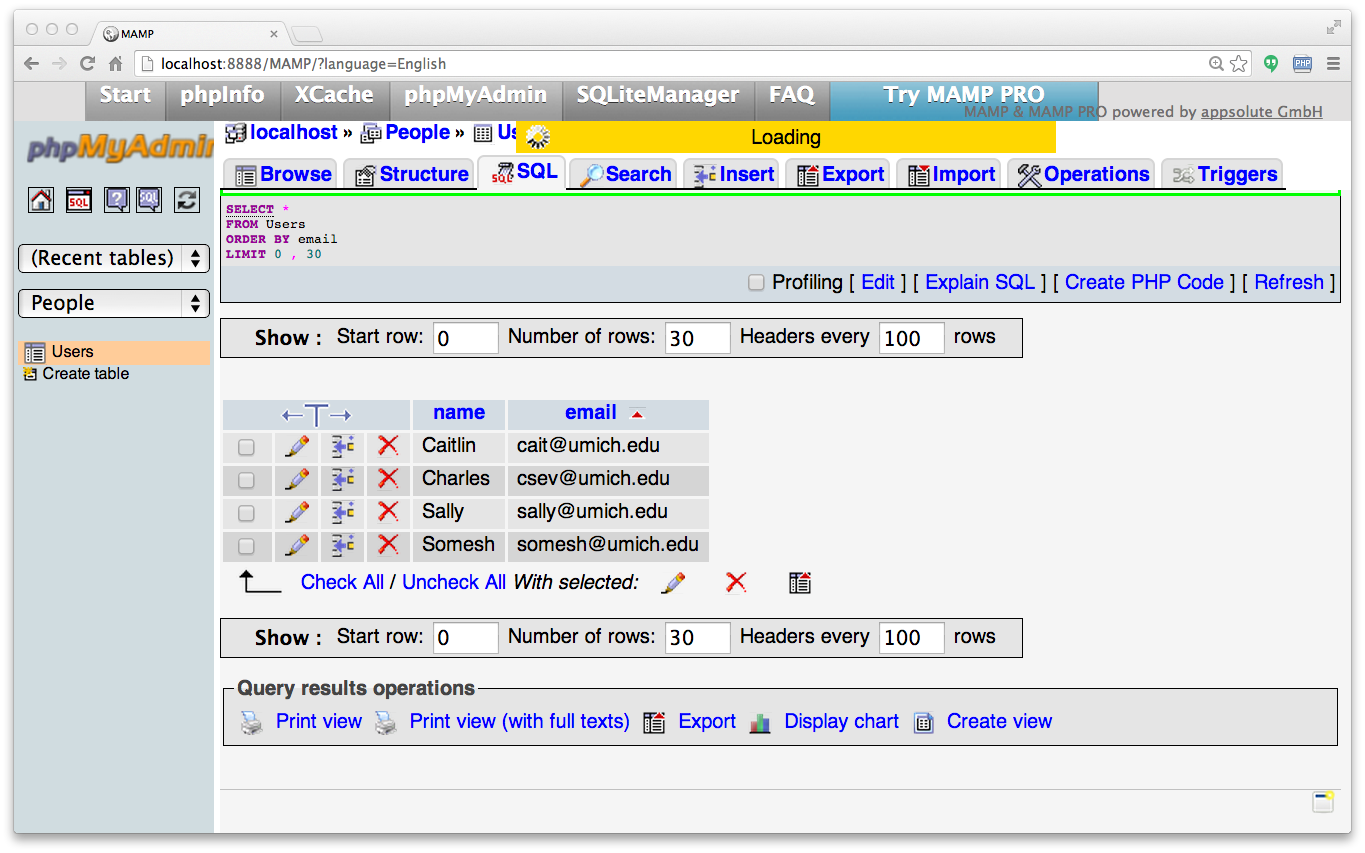 MAMP
localhost:8888/MAMP/?language=English
PHP
Start phpInfo XCache phpMyAdmin SQLiteManager FAQ Try MAMP PRO
MAMP & MAMP PRO powered by appsolute GmbH
phpMyAdmin
localhost » People » Us
Loading
Browse Structure SQL Search Insert Export Import Operations Triggers
SQL ? SQL
(Recent tables)
People
Users
Create table
SELECT *
FROM Users
ORDER BY email
LIMIT 0 , 30
Profiling [ Edit ] [ Explain SQL ] [ Create PHP Code ] [ Refresh ]
Show : Start row: 0 Number of rows: 30 Headers every 100 rows
←T→ name email
Caitlin cait@umich.edu
Charles csev@umich.edu
Sally sally@umich.edu
Somesh somesh@umich.edu
Check All / Uncheck All With selected:
Show : Start row: 0 Number of rows: 30 Headers every 100 rows
Query results operations
Print view Print view (with full texts) Export Display chart Create view